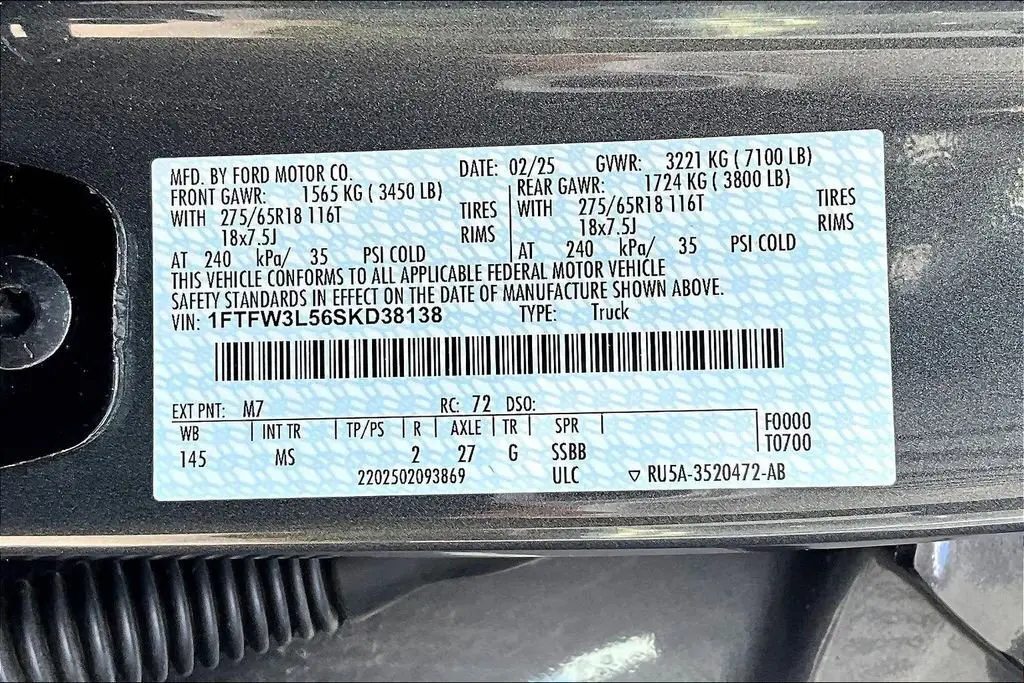 MFD. BY FORD MOTOR CO. DATE: 02/25 GVWR: 3221 KG ( 7100 LB)
FRONT GAWR: 1565 KG ( 3450 LB) REAR GAWR: 1724 KG ( 3800 LB)
WITH 275/65R18 116T TIRES WITH 275/65R18 116T TIRES
18x7.5J RIMS 18x7.5J RIMS
AT 240 kPa/ 35 PSI COLD AT 240 kPa/ 35 PSI COLD
THIS VEHICLE CONFORMS TO ALL APPLICABLE FEDERAL MOTOR VEHICLE
SAFETY STANDARDS IN EFFECT ON THE DATE OF MANUFACTURE SHOWN ABOVE.
VIN: 1FTFW3L56SKD38138 TYPE: Truck
EXT PNT: M7 RC: 72 DSO:
WB INT TR TP/PS R AXLE TR SPR F0000
145 MS 2 27 G SSBB T0700
2202502093869 ULC ▽ RU5A-3520472-AB